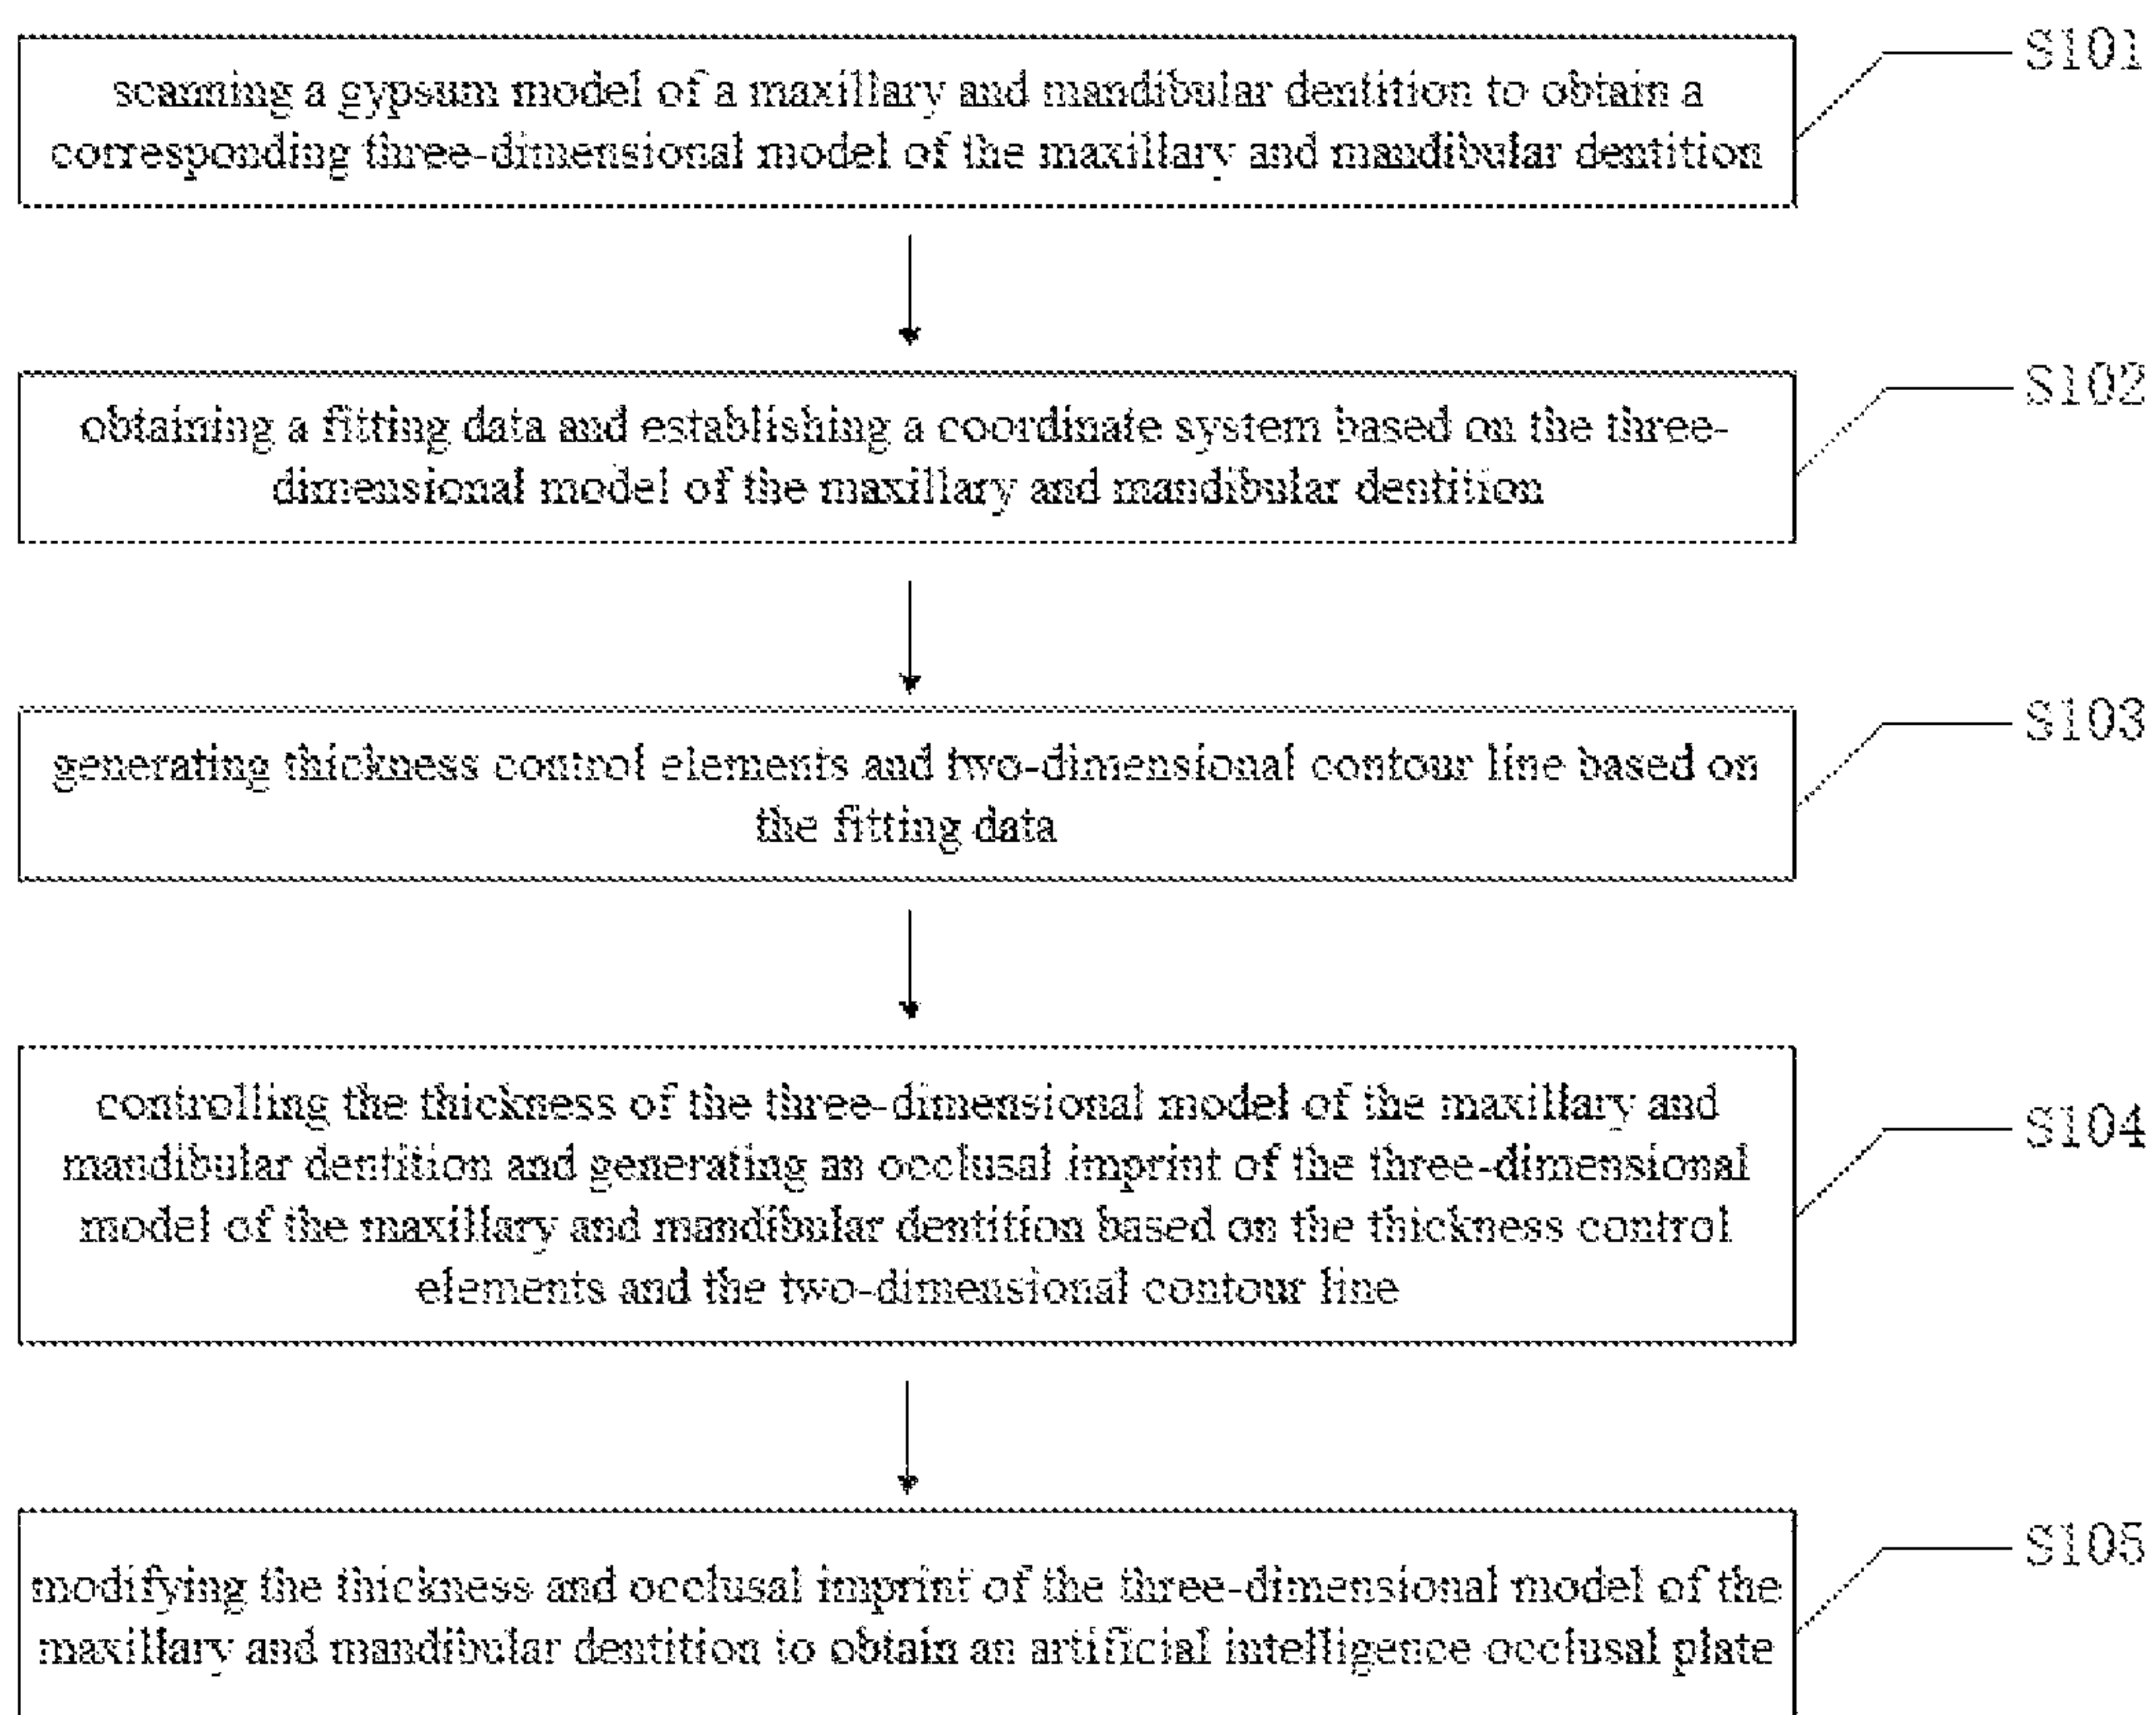 S101
scanning a gypsum model of a maxillary and mandibular dentition to obtain a
corresponding three-dimensional model of the maxillary and mandibular dentition
S102
obtaining a fitting data and establishing a coordinate system based on the three-
dimensional model of the maxillary and mandibular dentition
S103
generating thickness control elements and two-dimensional contour line based on
the fitting data
S104
controlling the thickness of the three-dimensional model of the maxillary and
mandibular dentition and generating an occlusal imprint of the three-dimensional
model of the maxillary and mandibular dentition based on the thickness control
elements and the two-dimensional contour line
S105
modifying the thickness and occlusal imprint of the three-dimensional model of the
maxillary and mandibular dentition to obtain an artificial intelligence occlusal plate